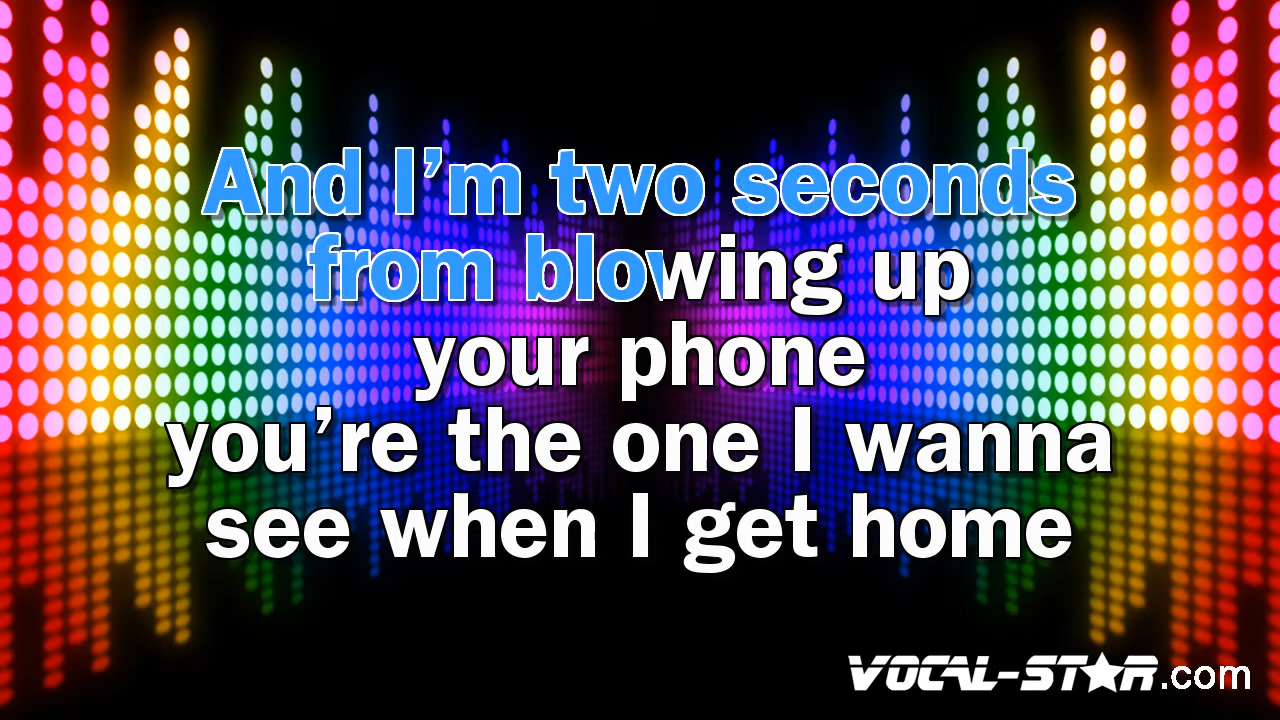 And I’m two seconds
from blowing up
your phone
you’re the one I wanna
see when I get home
VOCAL-STAR.com